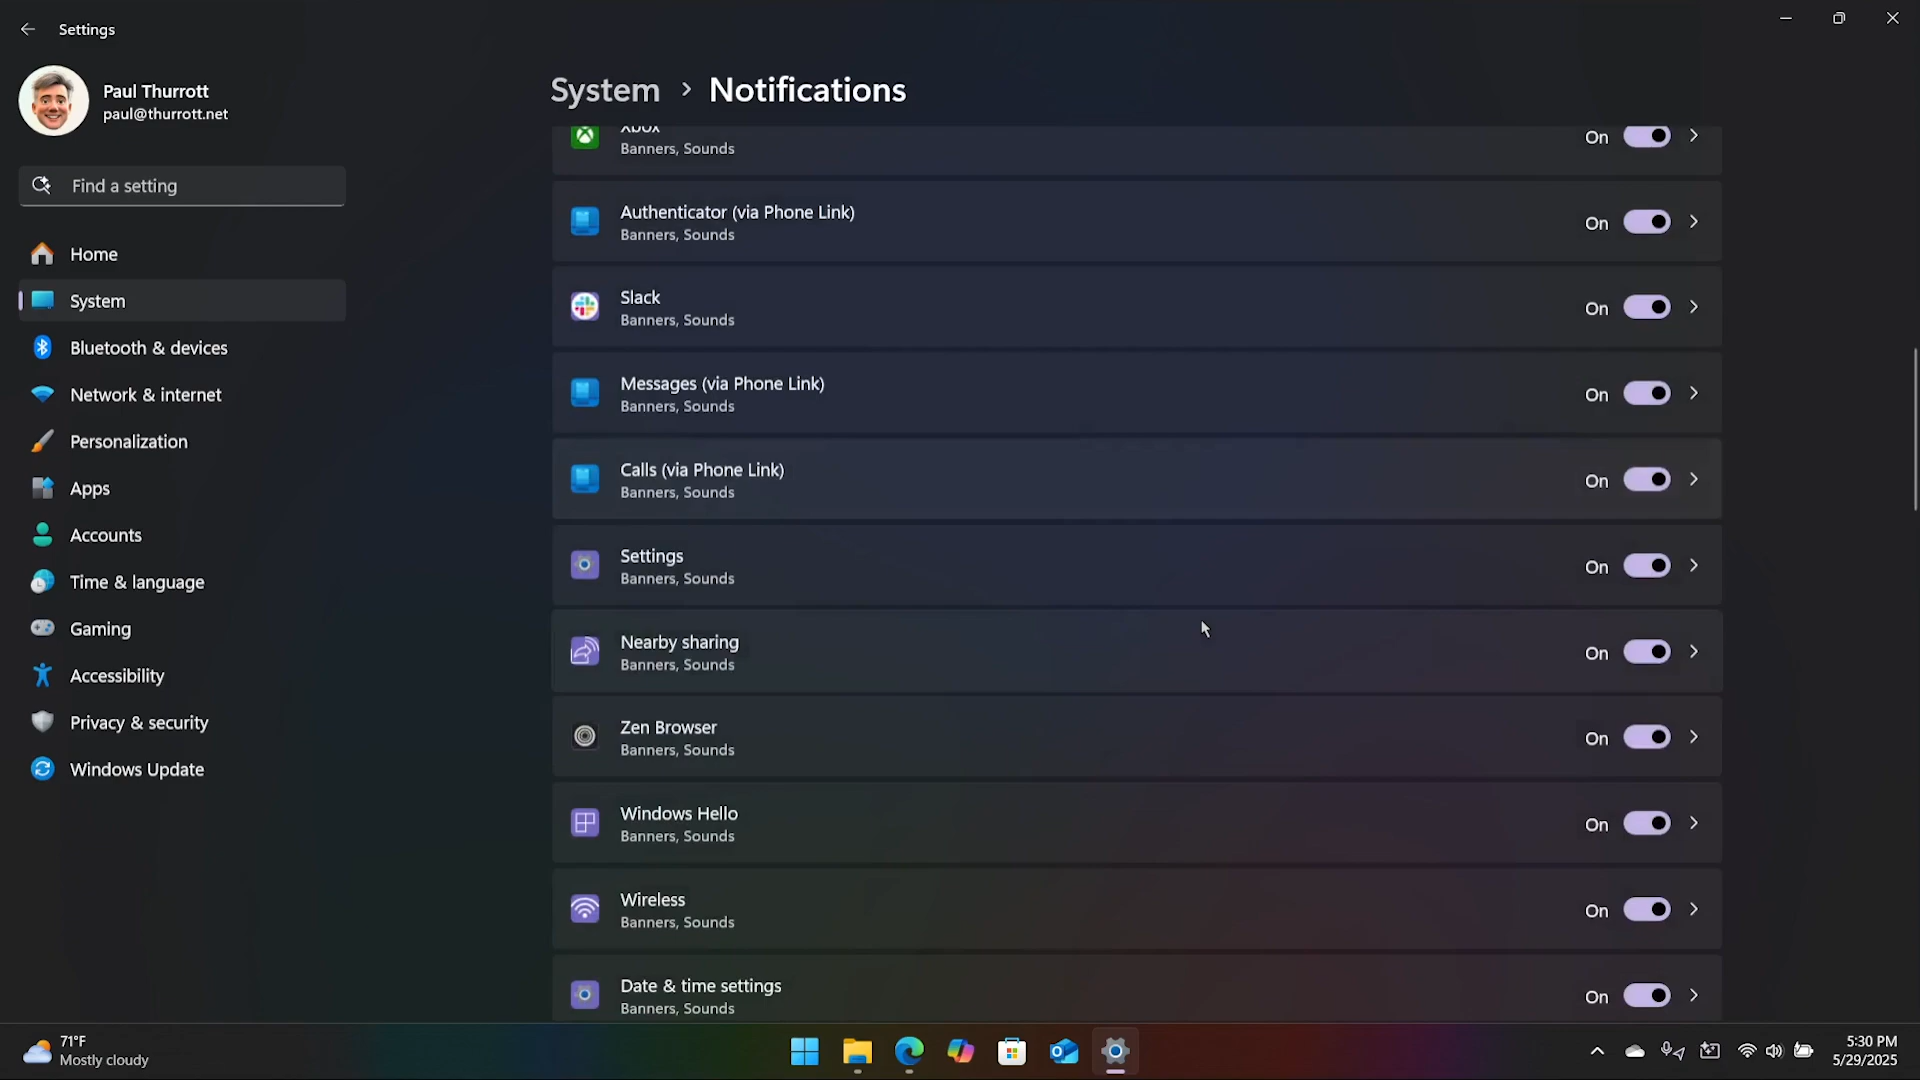 Settings
Paul Thurrott
paul@thurrott.net
Find a setting
Home
System
Bluetooth & devices
Network & internet
Personalization
Apps
Accounts
Time & language
Gaming
Accessibility
Privacy & security
Windows Update
System > Notifications
Xbox
Banners, Sounds
On
Authenticator (via Phone Link)
Banners, Sounds
On
Slack
Banners, Sounds
On
Messages (via Phone Link)
Banners, Sounds
On
Calls (via Phone Link)
Banners, Sounds
On
Settings
Banners, Sounds
On
Nearby sharing
Banners, Sounds
On
Zen Browser
Banners, Sounds
On
Windows Hello
Banners, Sounds
On
Wireless
Banners, Sounds
On
Date & time settings
Banners, Sounds
On
71°F
Mostly cloudy
5:30 PM
5/29/2025